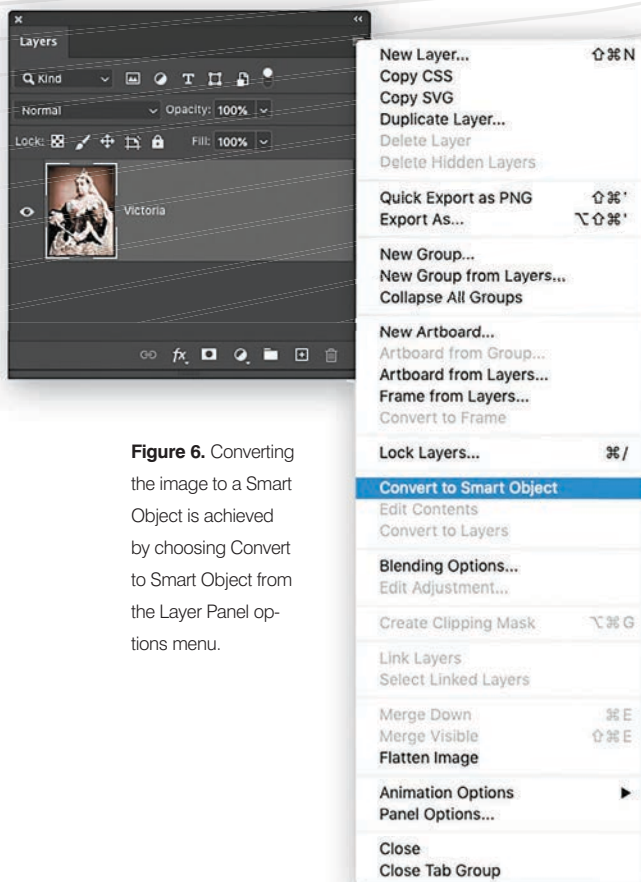 Layers
Kind
Normal Opacity: 100%
Lock: Fill: 100%
Victoria
fx
New Layer... ⇧⌘N
Copy CSS
Copy SVG
Duplicate Layer...
Delete Layer
Delete Hidden Layers
Quick Export as PNG ⇧⌘'
Export As... ⌥⇧⌘'
New Group...
New Group from Layers...
Collapse All Groups
New Artboard...
Artboard from Group...
Artboard from Layers...
Frame from Layers...
Convert to Frame
Lock Layers... ⌘/
Convert to Smart Object
Edit Contents
Convert to Layers
Blending Options...
Edit Adjustment...
Create Clipping Mask ⌥⌘G
Link Layers
Select Linked Layers
Merge Down ⌘E
Merge Visible ⇧⌘E
Flatten Image
Animation Options ▶
Panel Options...
Close
Close Tab Group
Figure 6. Converting
the image to a Smart
Object is achieved
by choosing Convert
to Smart Object from
the Layer Panel op-
tions menu.